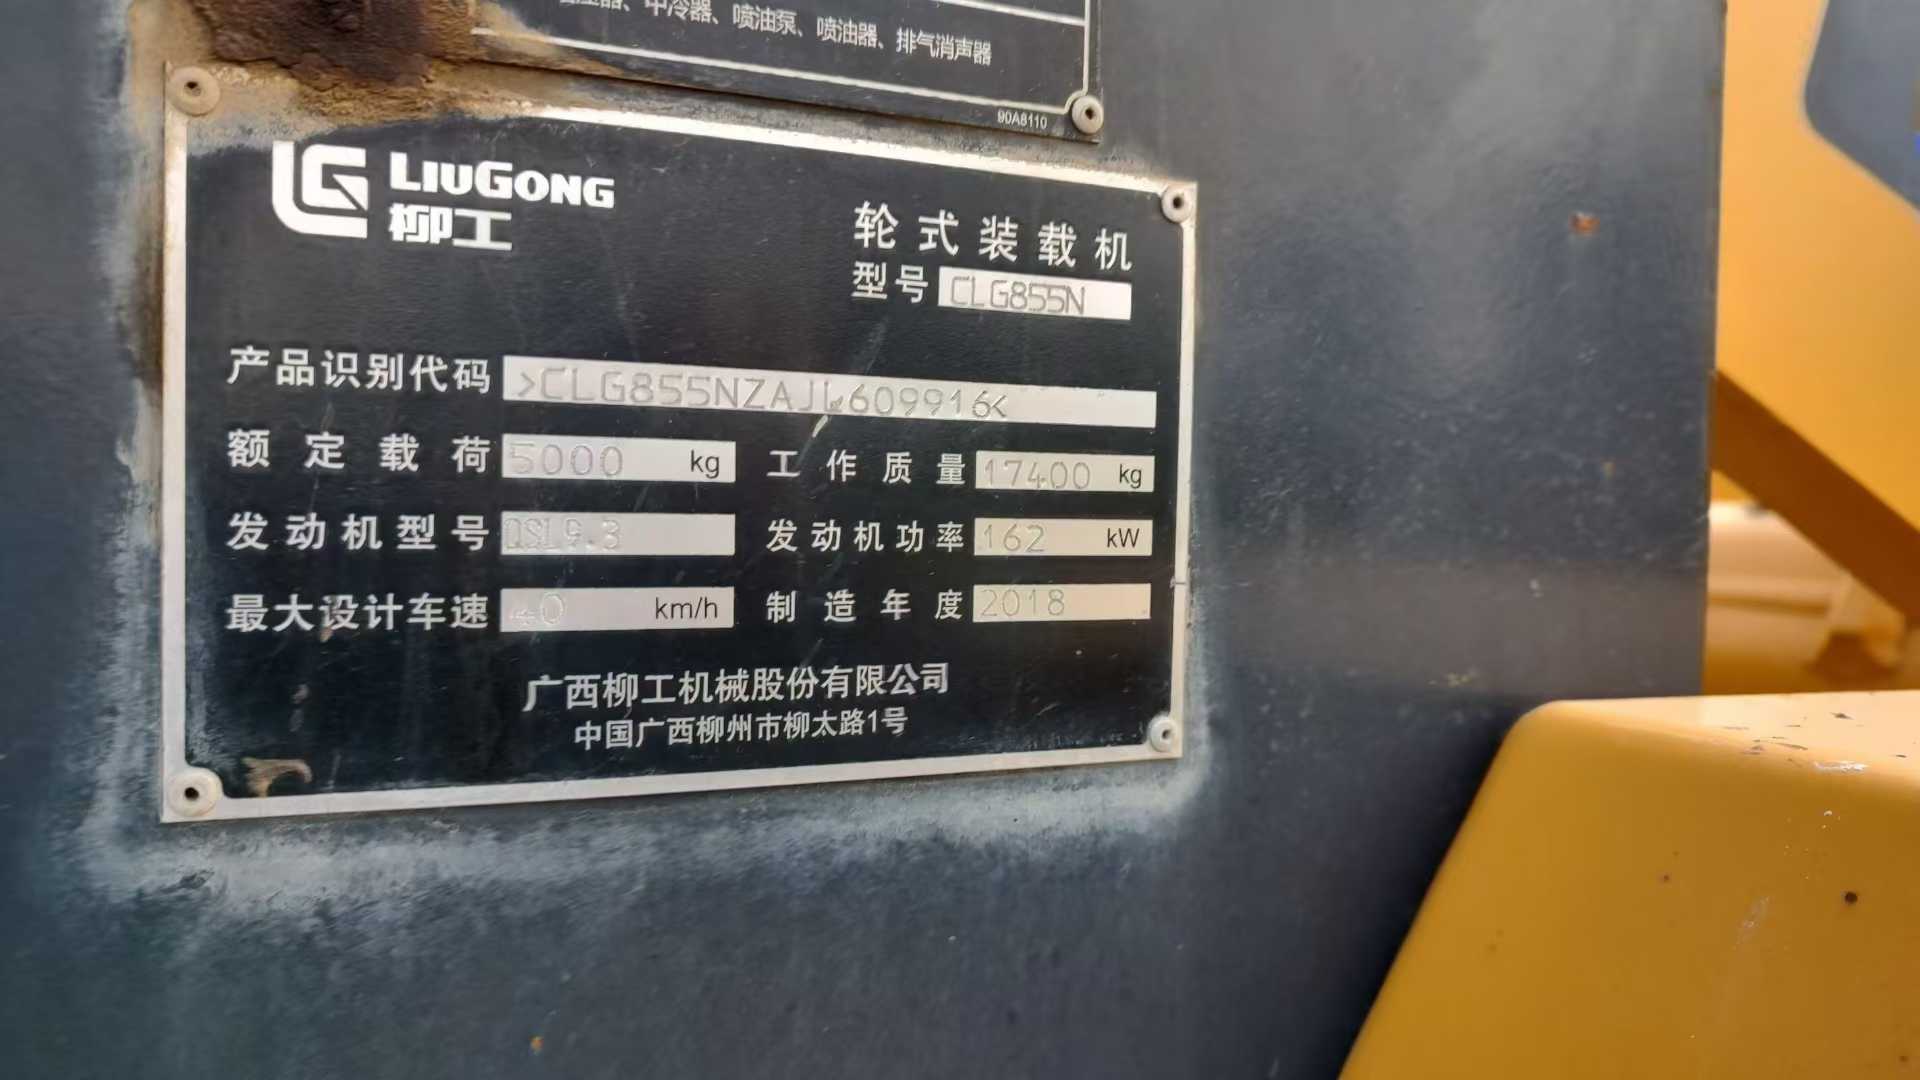 、中冷器、喷油泵、喷油器、排气消声器
90A8110
LIUGONG
柳工
轮式装载机
型号 CLG855N
产品识别代码 >CLG855NZAJL609916<
额定载荷 5000 kg 工作质量 17400 kg
发动机型号 QSL9.3 发动机功率 162 kW
最大设计车速 40 km/h 制造年度 2018
广西柳工机械股份有限公司
中国广西柳州市柳太路1号